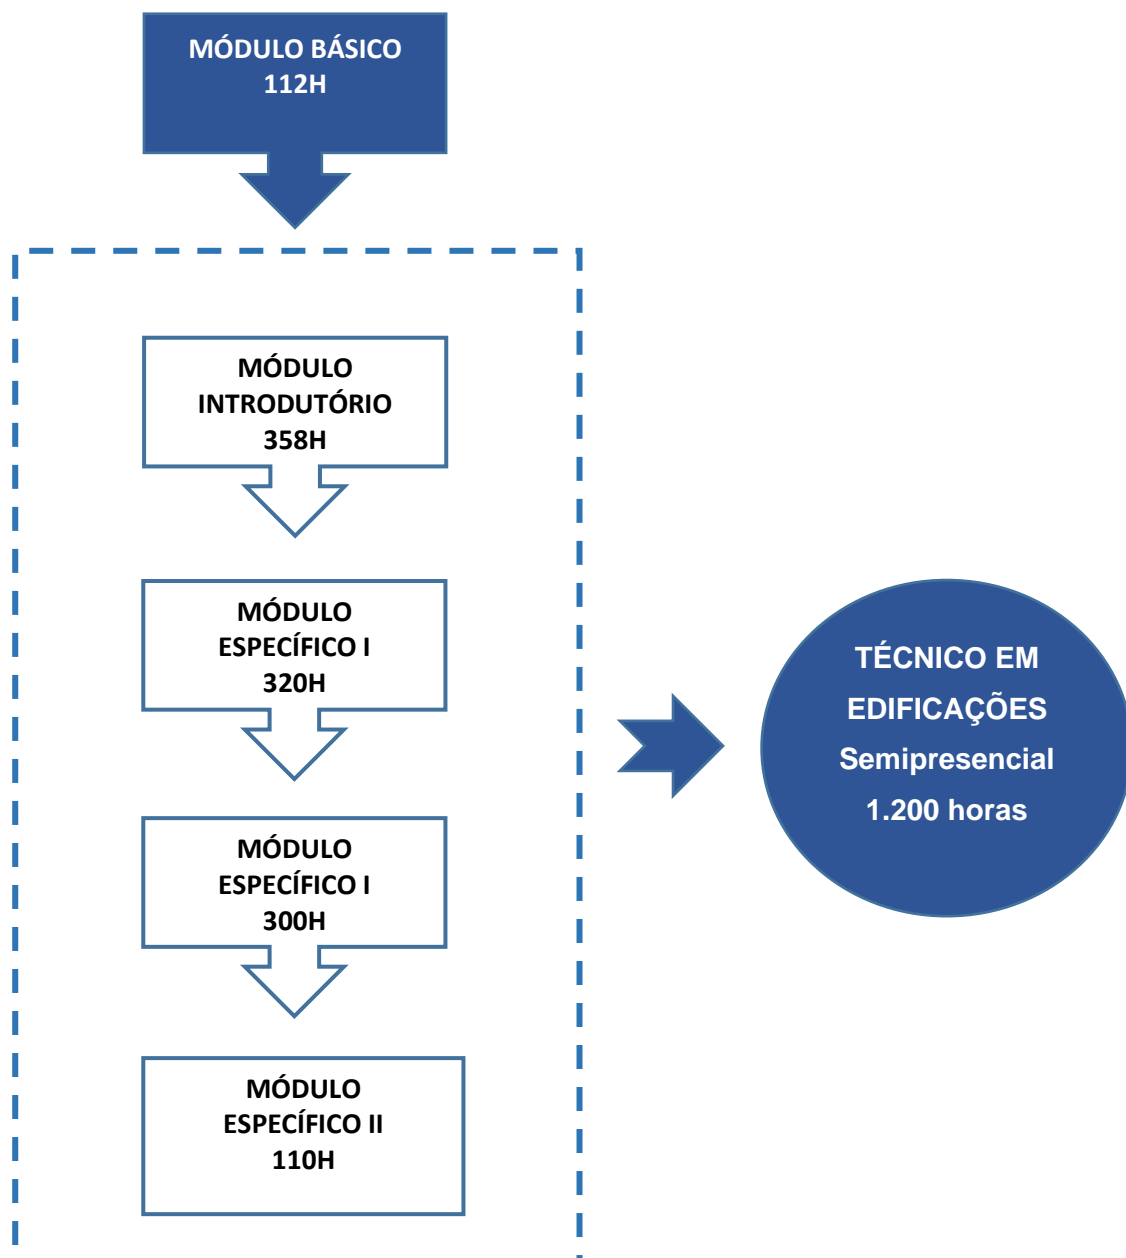 MÓDULO BÁSICO
112H
MÓDULO
INTRODUTÓRIO
358H
MÓDULO
ESPECÍFICO I
320H
MÓDULO
ESPECÍFICO I
300H
MÓDULO
ESPECÍFICO II
110H
TÉCNICO EM
EDIFICAÇÕES
Semipresencial
1.200 horas